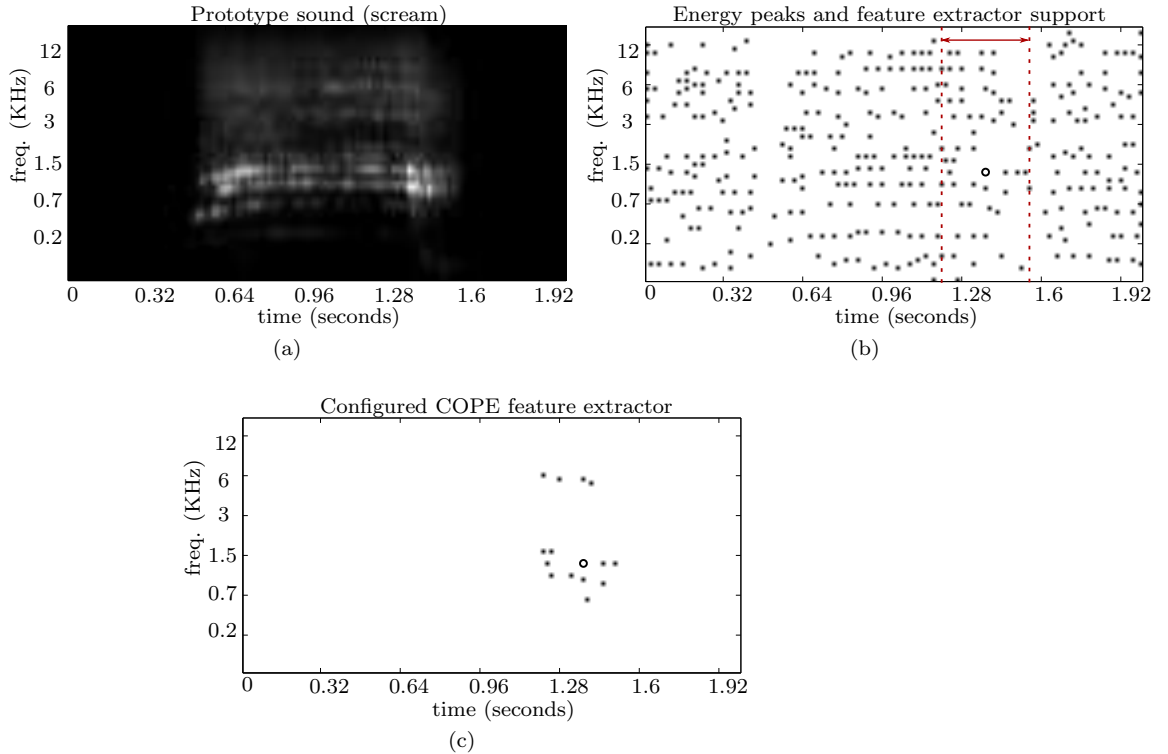 Prototype sound (scream)
freq. (KHz)
12
6
3
1.5
0.7
0.2
0 0.32 0.64 0.96 1.28 1.6 1.92
time (seconds)
(a)
Energy peaks and feature extractor support
freq. (KHz)
12
6
3
1.5
0.7
0.2
0 0.32 0.64 0.96 1.28 1.6 1.92
time (seconds)
(b)
Configured COPE feature extractor
freq. (KHz)
12
6
3
1.5
0.7
0.2
0 0.32 0.64 0.96 1.28 1.6 1.92
time (seconds)
(c)